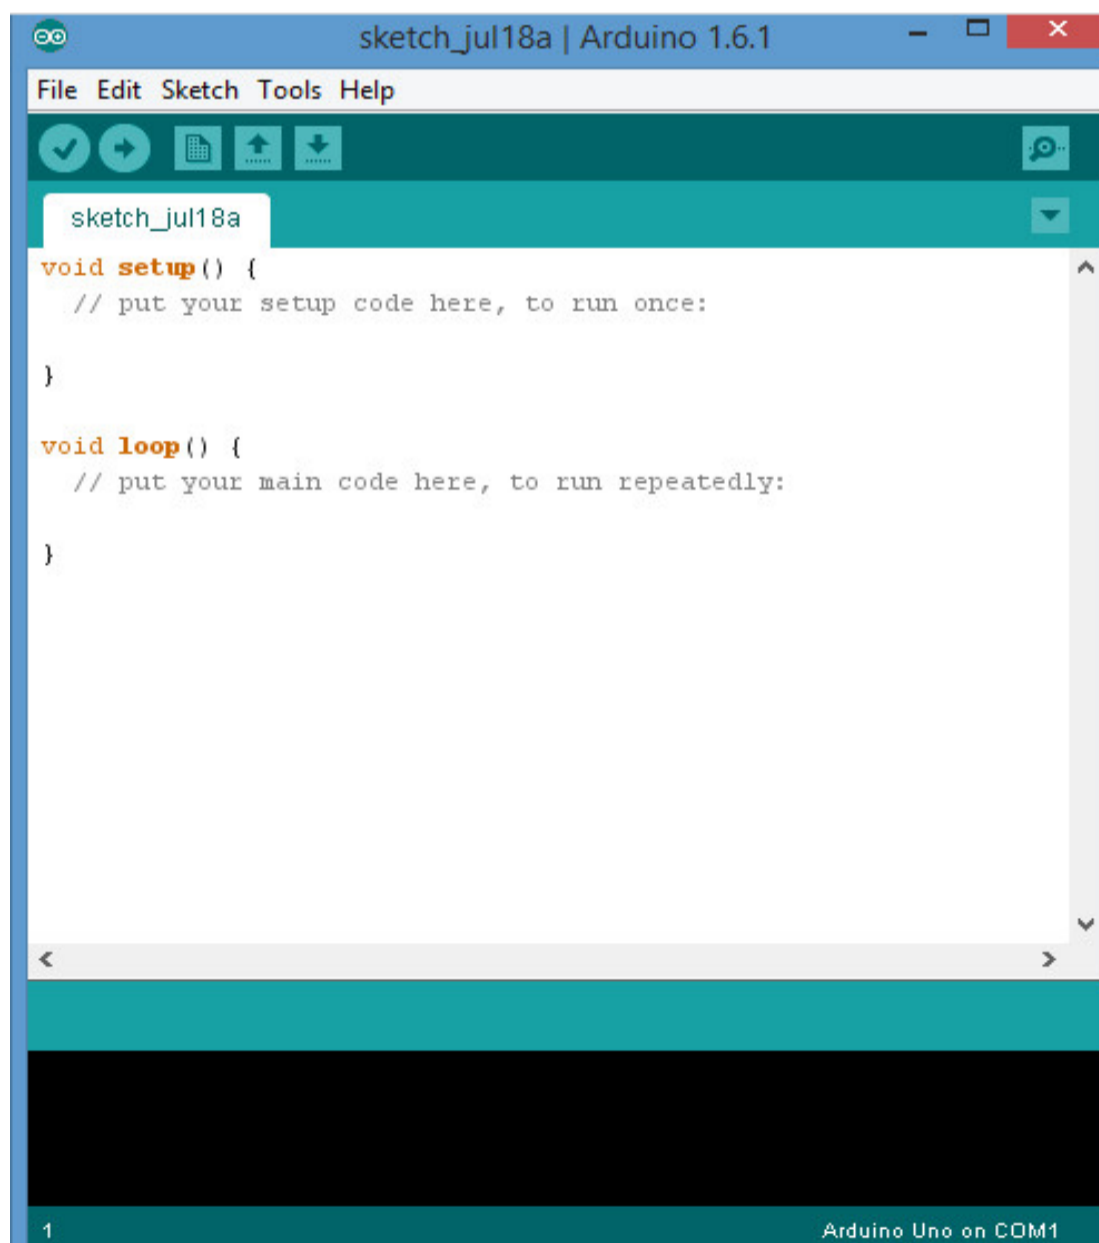 sketch_jul18a | Arduino 1.6.1
File Edit Sketch Tools Help
sketch_jul18a
void setup() {
  // put your setup code here, to run once:
}
void loop() {
  // put your main code here, to run repeatedly:
}
1
Arduino Uno on COM1